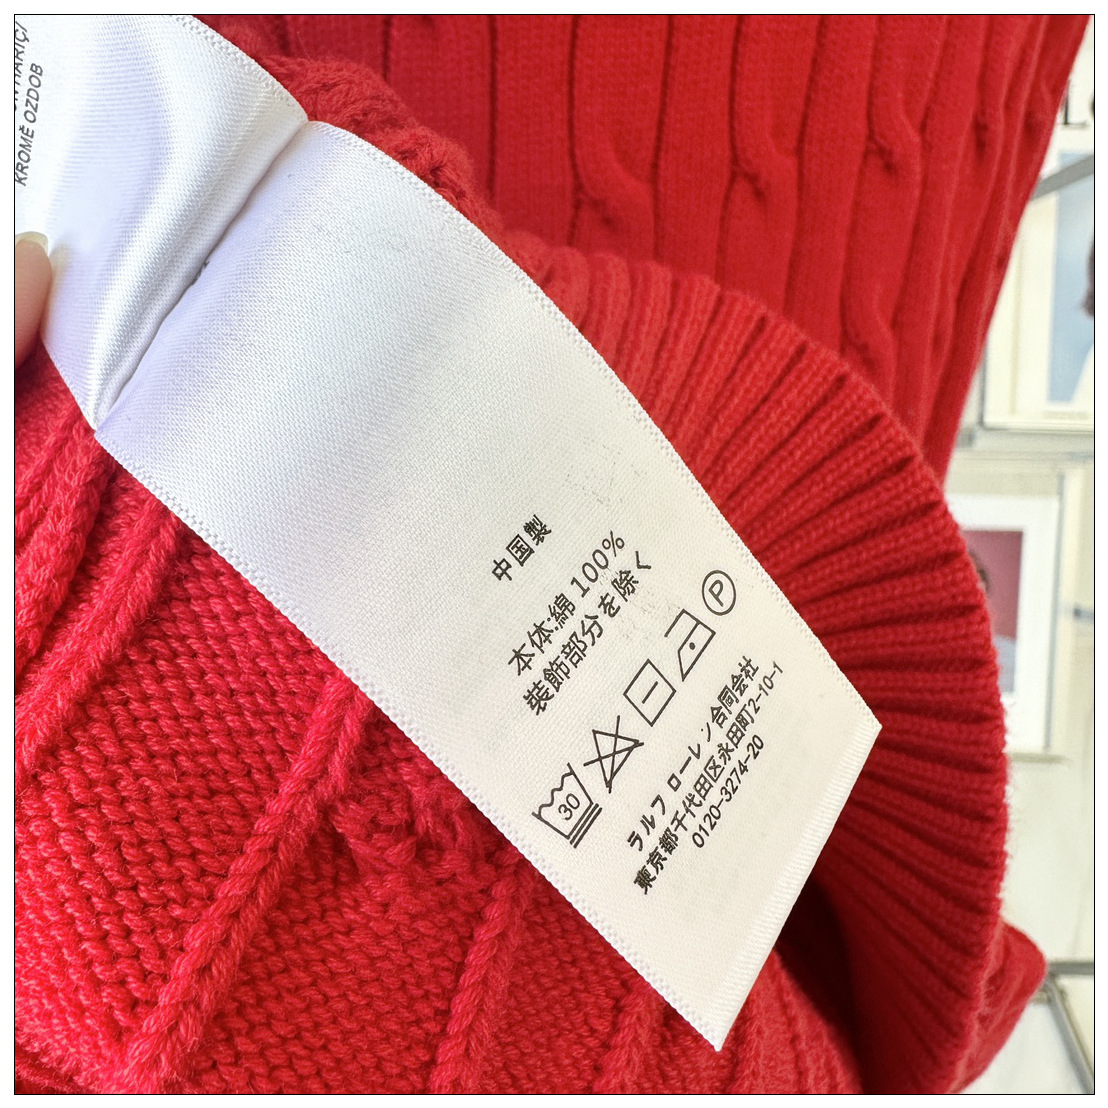 KROMĚ OZDOB
中国製
本体:綿 100%
装飾部分を除く
30
P
ラルフ ローレン合同会社
東京都千代田区永田町2-10-1
0120-3274-20